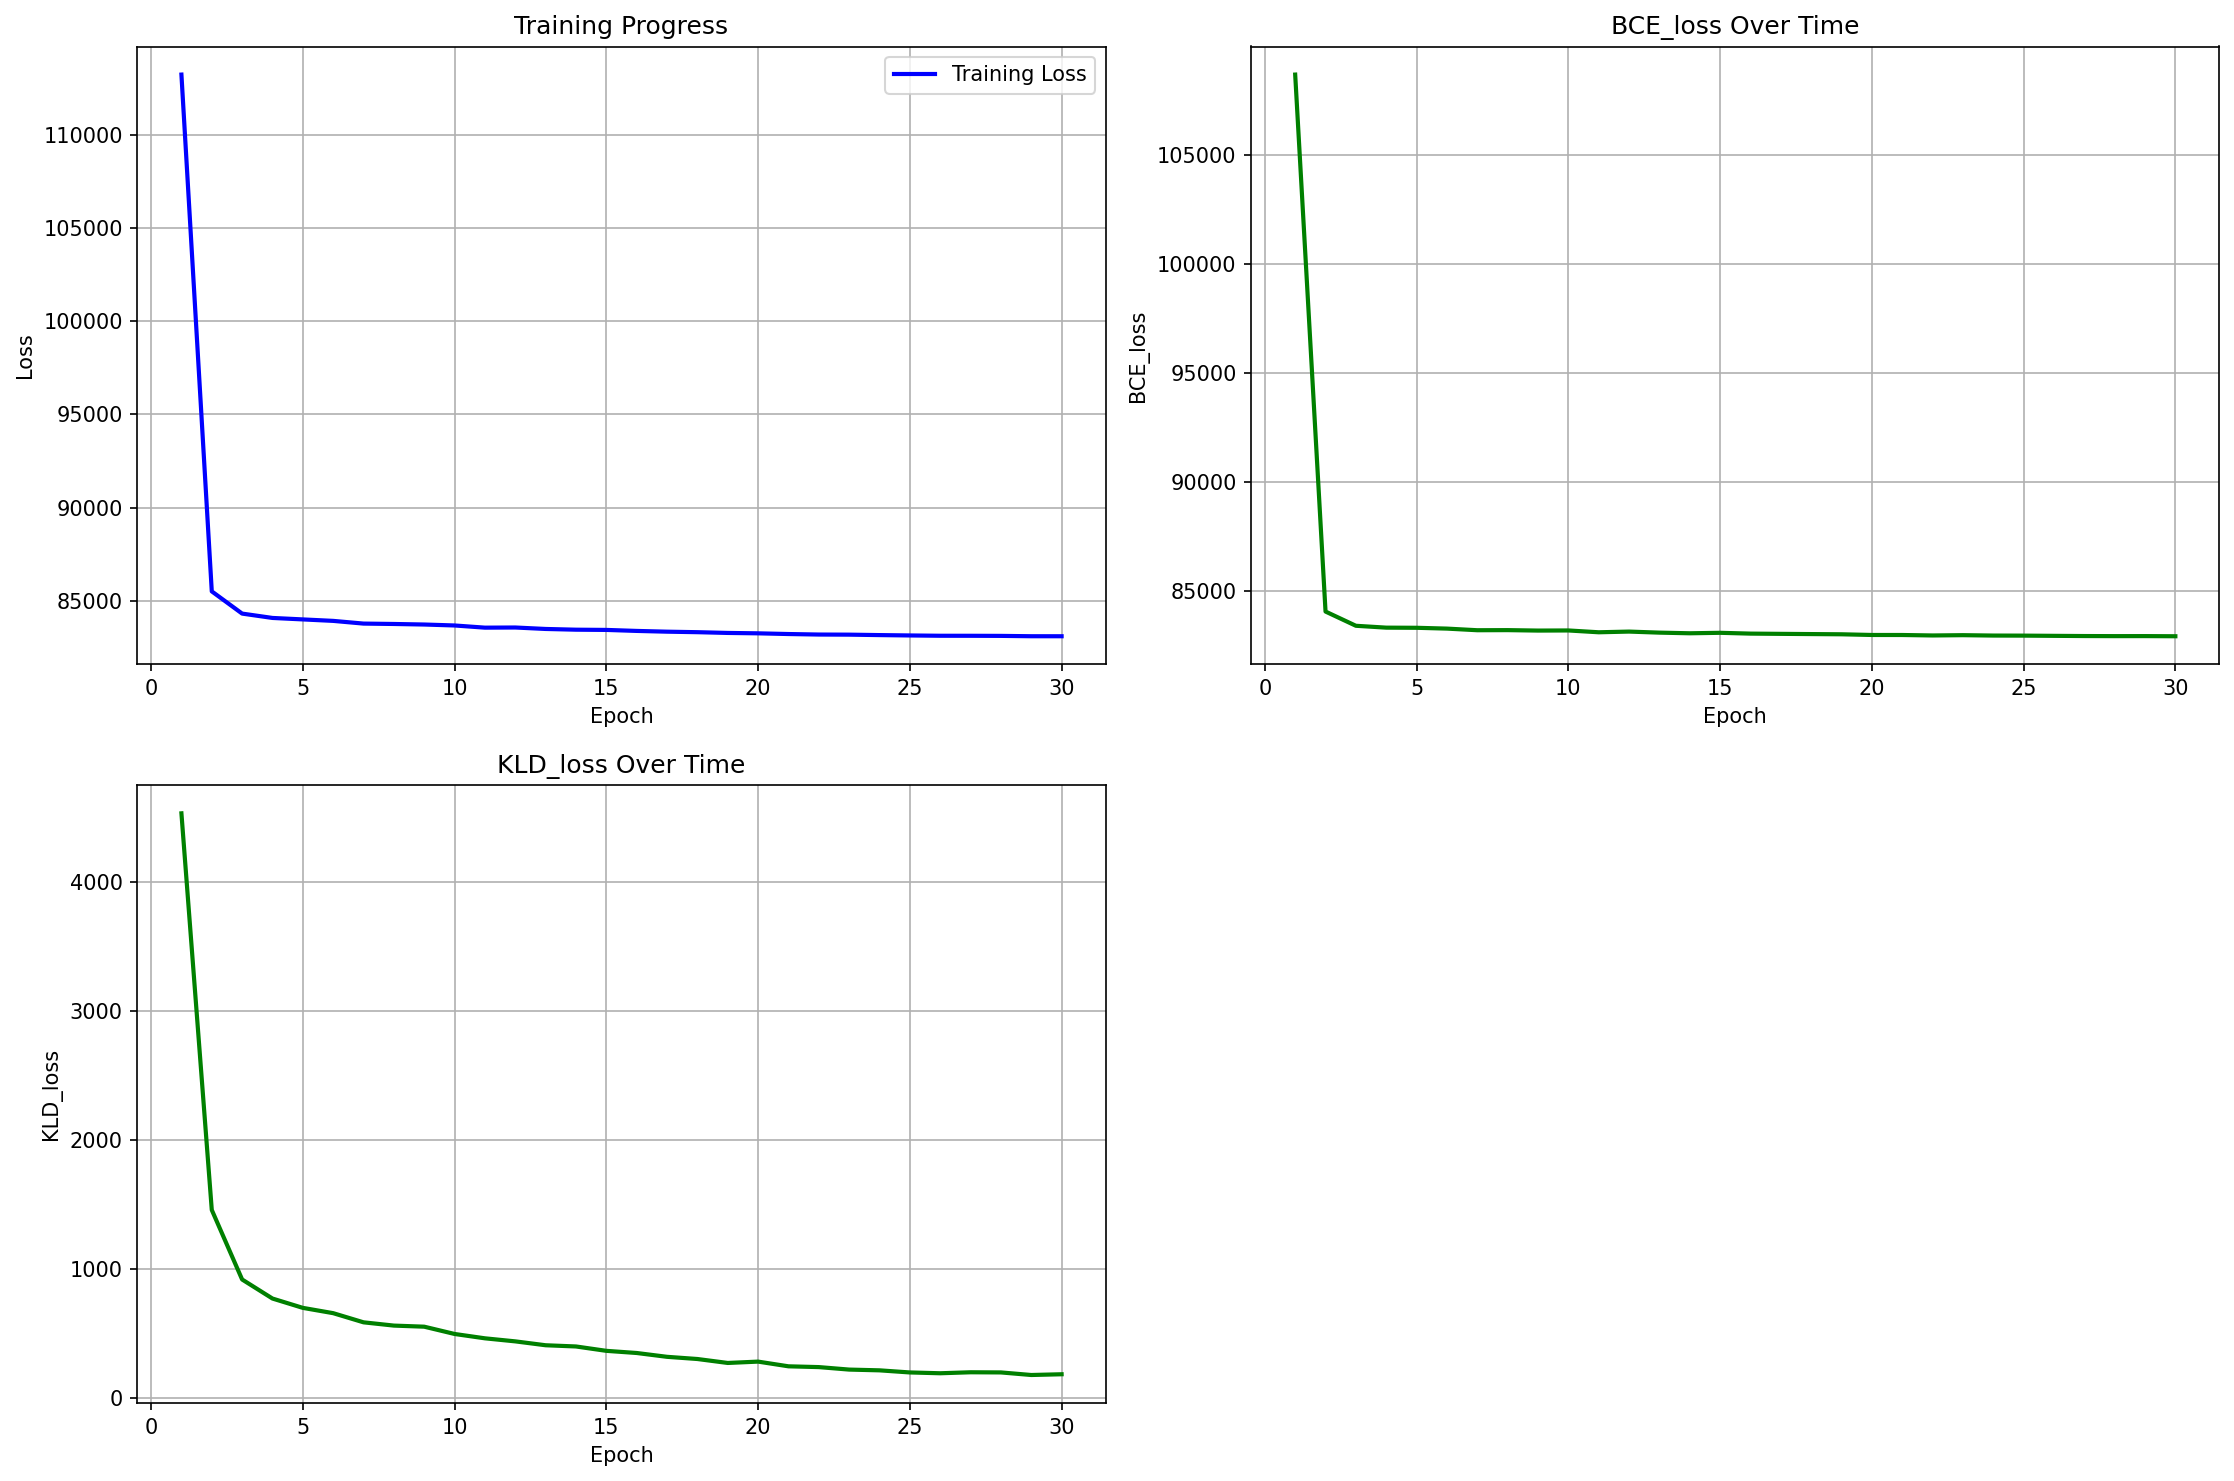 Training Progress
Training Loss
Loss
110000
105000
100000
95000
90000
85000
0 5 10 15 20 25 30
Epoch
BCE_loss Over Time
BCE_loss
105000
100000
95000
90000
85000
0 5 10 15 20 25 30
Epoch
KLD_loss Over Time
KLD_loss
4000
3000
2000
1000
0
0 5 10 15 20 25 30
Epoch